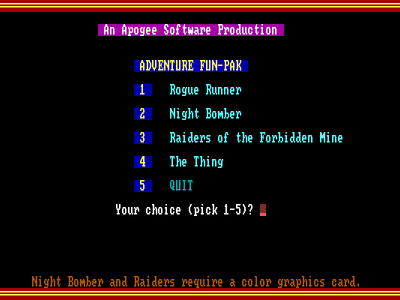 An Apogee Software Production
ADVENTURE FUN-PAK
1 Rogue Runner
2 Night Bomber
3 Raiders of the Forbidden Mine
4 The Thing
5 QUIT
Your choice (pick 1-5)?
Night Bomber and Raiders require a color graphics card.